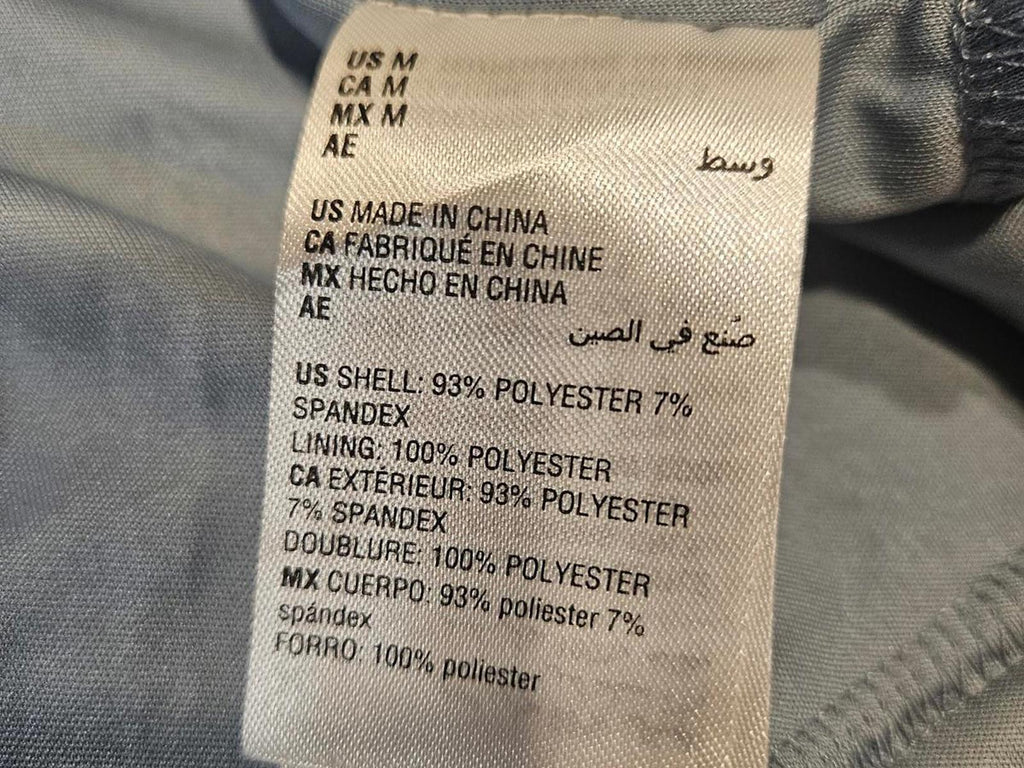 US M
CA M
MX M
AE
وسط
US MADE IN CHINA
CA FABRIQUÉ EN CHINE
MX HECHO EN CHINA
AE
صُنع في الصين
US SHELL: 93% POLYESTER 7%
SPANDEX
LINING: 100% POLYESTER
CA EXTÉRIEUR: 93% POLYESTER
7% SPANDEX
DOUBLURE: 100% POLYESTER
MX CUERPO: 93% poliester 7%
spándex
FORRO: 100% poliester